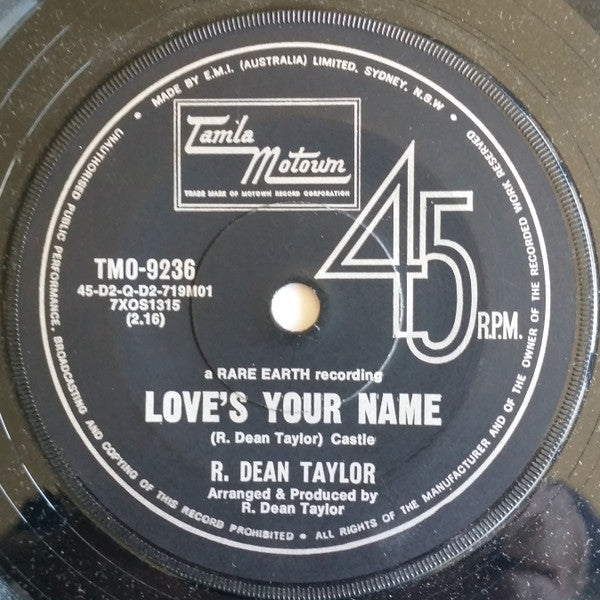 • MADE BY E.M.I. (AUSTRALIA) LIMITED. SYDNEY. N.S.W •
UNAUTHORISED PUBLIC PERFORMANCE, BROADCASTING AND COPYING OF THIS RECORD PROHIBITED • ALL RIGHTS OF THE MANUFACTURER AND OF THE OWNER OF THE RECORDED WORK RESERVED
Tamla
Motown
TRADE MARK OF MOTOWN RECORD CORPORATION
45 R.P.M.
TMO-9236
45-D2-Q-D2-719M01
7XOS1315
(2.16)
a RARE EARTH recording
LOVE'S YOUR NAME
(R. Dean Taylor) Castle
R. DEAN TAYLOR
Arranged & Produced by
R. Dean Taylor